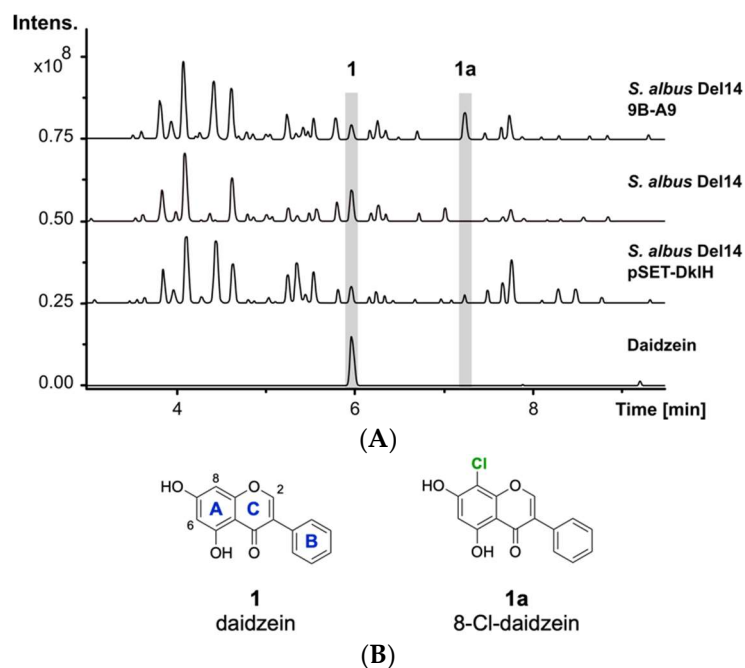 Intens.
x10^8
1
1a
S. albus Del14
9B-A9
0.75
S. albus Del14
0.50
S. albus Del14
pSET-DklH
0.25
Daidzein
0.00
4
6
8
Time [min]
(A)
Cl
HO
8
O
2
HO
O
A
C
6
B
OH
O
OH
O
1
1a
daidzein
8-Cl-daidzein
(B)